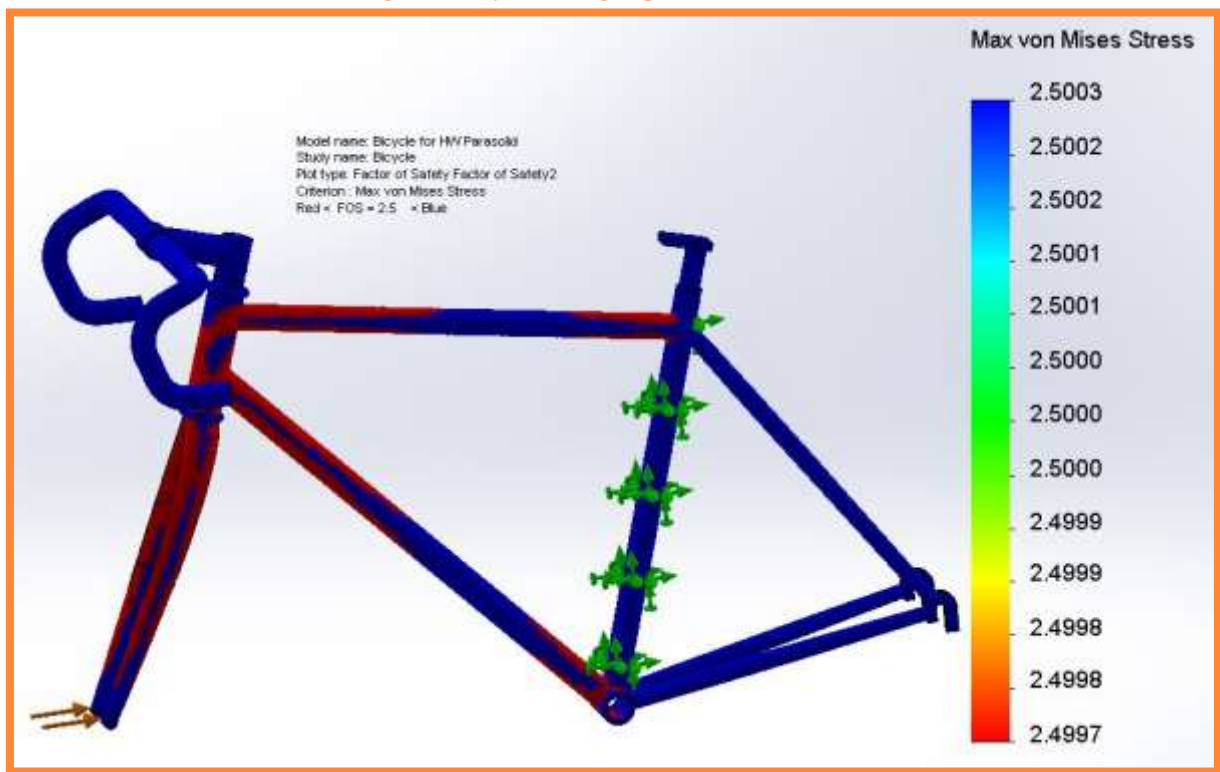 Max von Mises Stress
Model name: Bicycle for HW Parasolid
Study name: Bicycle
Plot type: Factor of Safety Factor of Safety2
Criterion : Max von Mises Stress
Red < FOS = 2.5 < Blue
2.5003
2.5002
2.5002
2.5001
2.5001
2.5000
2.5000
2.5000
2.4999
2.4999
2.4998
2.4998
2.4997